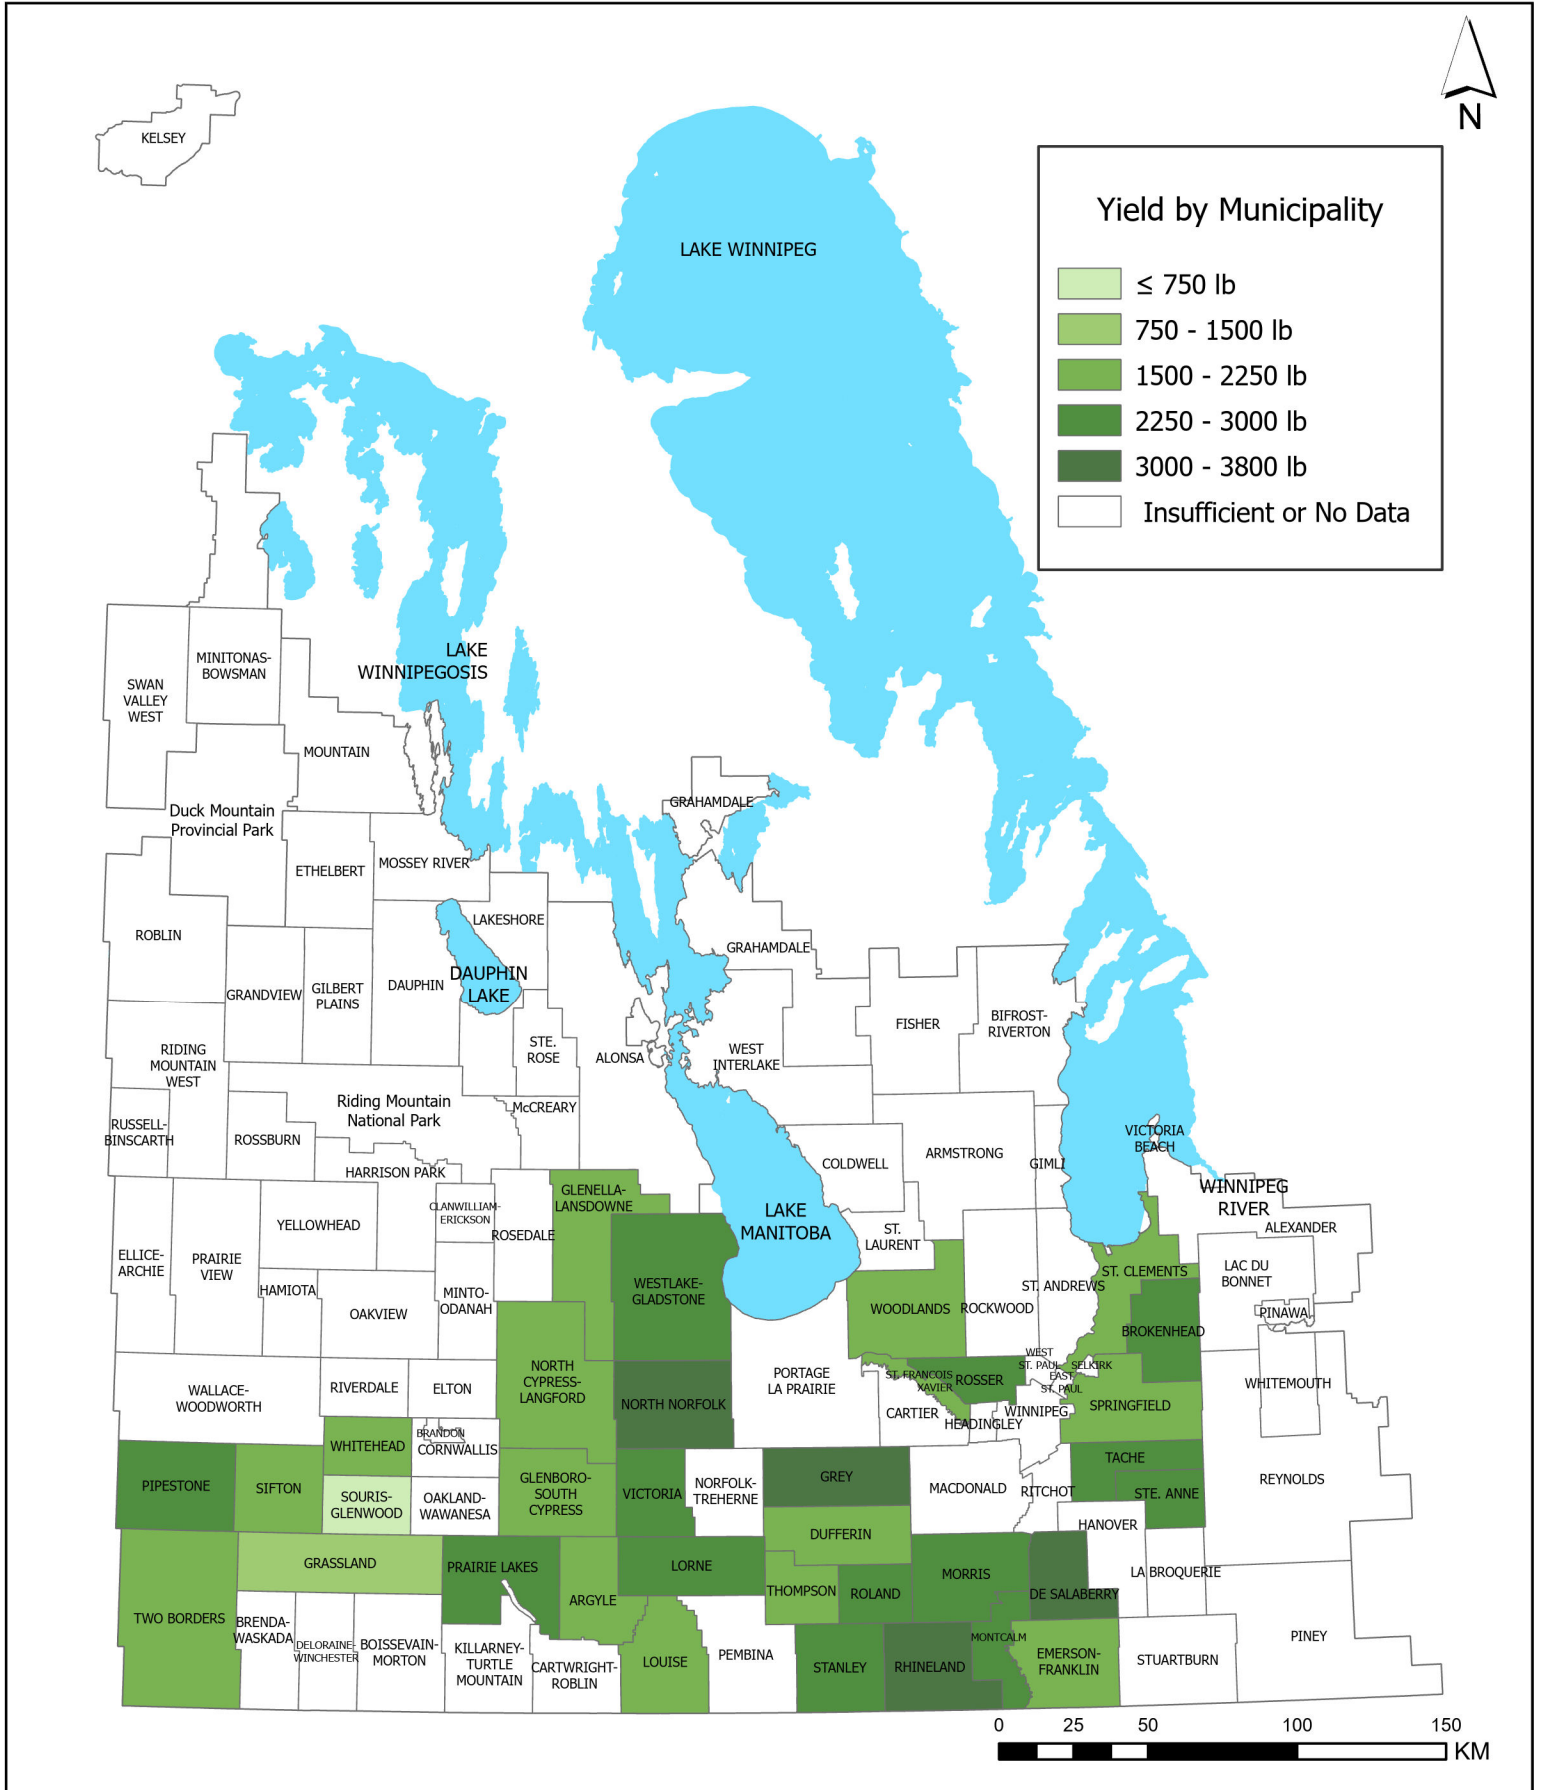 N
KELSEY
Yield by Municipality
≤ 750 lb
750 - 1500 lb
1500 - 2250 lb
2250 - 3000 lb
3000 - 3800 lb
Insufficient or No Data
LAKE WINNIPEG
LAKE
WINNIPEGOSIS
MINITONAS-
BOWSMAN
SWAN
VALLEY
WEST
MOUNTAIN
Duck Mountain
Provincial Park
GRAHAMDALE
ETHELBERT
MOSSEY RIVER
LAKESHORE
ROBLIN
GRAHAMDALE
DAUPHIN
LAKE
GRANDVIEW
GILBERT
PLAINS
DAUPHIN
FISHER
BIFROST-
RIVERTON
RIDING
MOUNTAIN
WEST
STE.
ROSE
ALONSA
WEST
INTERLAKE
RUSSELL-
BINSCARTH
ROSSBURN
Riding Mountain
National Park
McCREARY
VICTORIA
BEACH
HARRISON PARK
COLDWELL
ARMSTRONG
GIMLI
GLENELLA-
LANSDOWNE
WINNIPEG
RIVER
ALEXANDER
CLANWILLIAM-
ERICKSON
YELLOWHEAD
ROSEDALE
LAKE
MANITOBA
ST.
LAURENT
ELLICE-
ARCHIE
PRAIRIE
VIEW
HAMIOTA
OAKVIEW
MINTO-
ODANAH
WESTLAKE-
GLADSTONE
WOODLANDS
ROCKWOOD
ST. ANDREWS
ST. CLEMENTS
LAC DU
BONNET
PINAWA
BROKENHEAD
WALLACE-
WOODWORTH
RIVERDALE
ELTON
NORTH
CYPRESS-
LANGFORD
NORTH NORFOLK
PORTAGE
LA PRAIRIE
ST. FRANCOIS
XAVIER
ROSSER
WEST
ST. PAUL
SELKIRK
EAST
ST. PAUL
WHITEMOUTH
CARTIER
HEADINGLEY
WINNIPEG
SPRINGFIELD
WHITEHEAD
BRANDON
CORNWALLIS
PIPESTONE
SIFTON
SOURIS-
GLENWOOD
OAKLAND-
WAWANESA
GLENBORO-
SOUTH
CYPRESS
VICTORIA
NORFOLK-
TREHERNE
GREY
MACDONALD
RITCHOT
TACHE
STE. ANNE
REYNOLDS
DUFFERIN
HANOVER
GRASSLAND
PRAIRIE LAKES
LORNE
MORRIS
LA BROQUERIE
ARGYLE
THOMPSON
ROLAND
DE SALABERRY
TWO BORDERS
BRENDA-
WASKADA
DELORAINE-
WINCHESTER
BOISSEVAIN-
MORTON
KILLARNEY-
TURTLE
MOUNTAIN
CARTWRIGHT-
ROBLIN
LOUISE
PEMBINA
STANLEY
RHINELAND
MONTCALM
EMERSON-
FRANKLIN
STUARTBURN
PINEY
0 25 50 100 150
KM